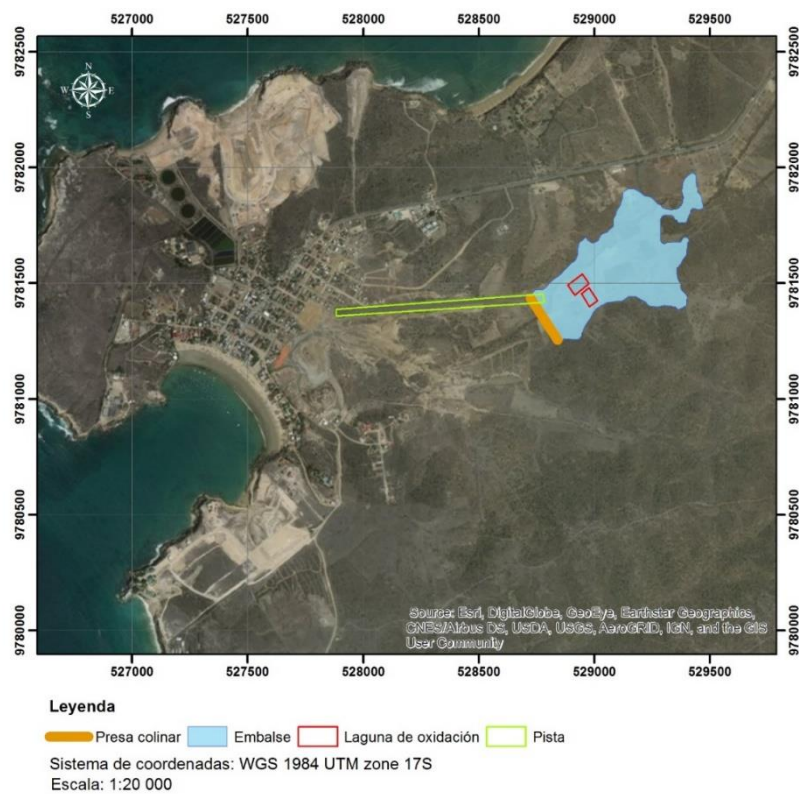 527000 527500 528000 528500 529000 529500
9782500 9782500
N
W E
S
9782000 9782000
9781500 9781500
9781000 9781000
9780500 9780500
9780000 9780000
Source: Esri, DigitalGlobe, GeoEye, Earthstar Geographics,
CNES/Airbus DS, USDA, USGS, AeroGRID, IGN, and the GIS
User Community
527000 527500 528000 528500 529000 529500
Leyenda
Presa colinar Embalse Laguna de oxidación Pista
Sistema de coordenadas: WGS 1984 UTM zone 17S
Escala: 1:20 000